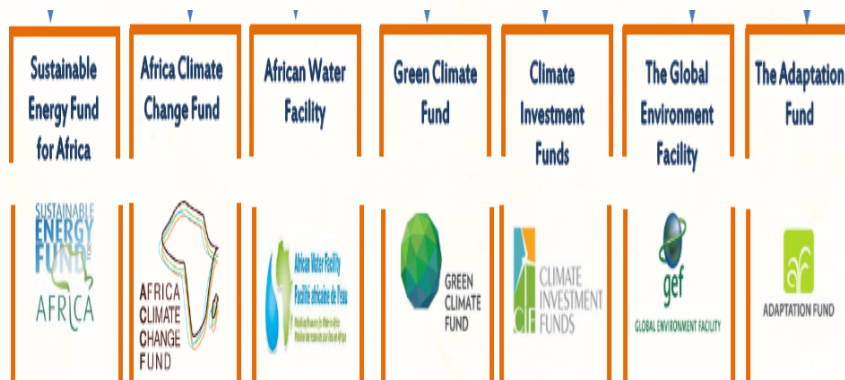 Sustainable
Energy Fund
for Africa
Africa Climate
Change Fund
African Water
Facility
Green Climate
Fund
Climate
Investment
Funds
The Global
Environment
Facility
The Adaptation
Fund
SUSTAINABLE
ENERGY
FUND
AFRICA
AFRICA
CLIMATE
CHANGE
FUND
African Water Facility
Facilité africaine de l'eau
GREEN
CLIMATE
FUND
CIF
CLIMATE
INVESTMENT
FUNDS
gef
GLOBAL ENVIRONMENT FACILITY
ADAPTATION FUND